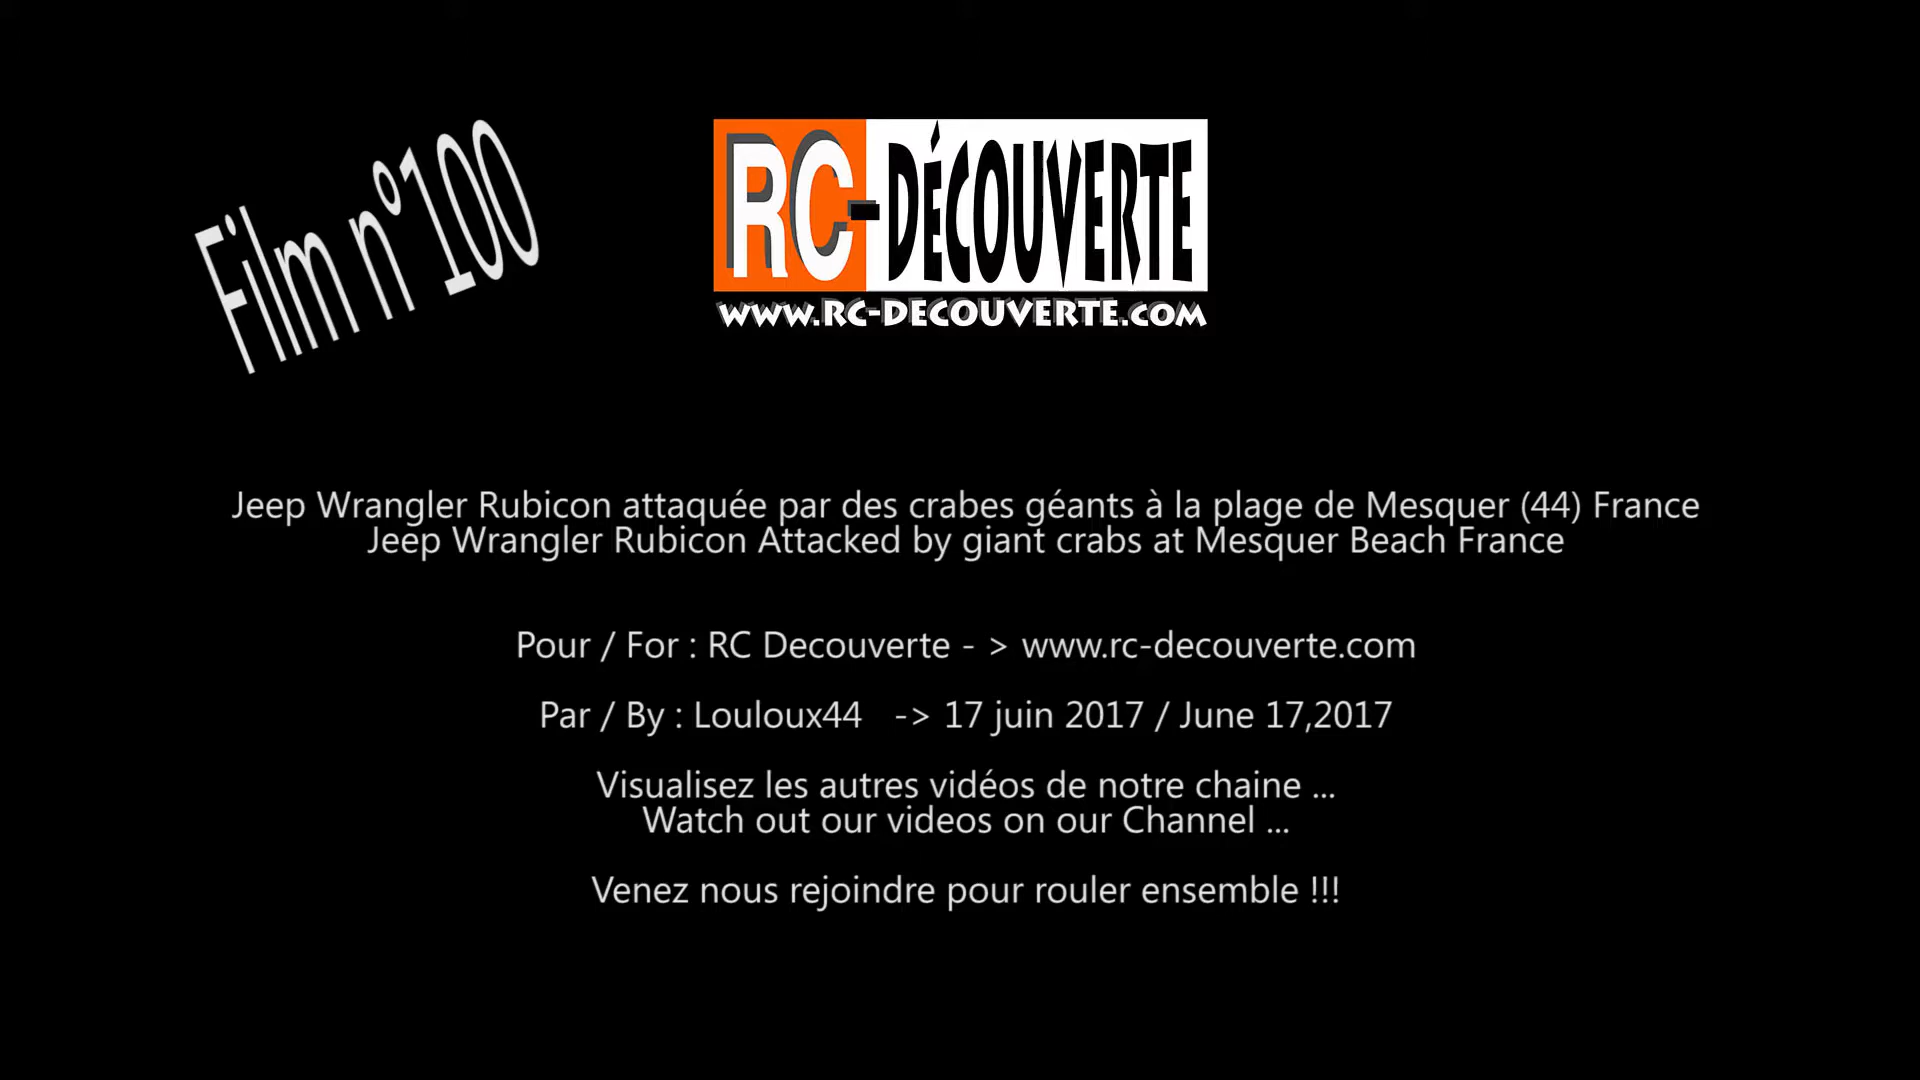 Film n°100
RC-DÉCOUVERTE
www.RC-DECOUVERTE.com
Jeep Wrangler Rubicon attaquée par des crabes géants à la plage de Mesquer (44) France
Jeep Wrangler Rubicon Attacked by giant crabs at Mesquer Beach France
Pour / For : RC Decouverte - > www.rc-decouverte.com
Par / By : Louloux44 -> 17 juin 2017 / June 17,2017
Visualisez les autres vidéos de notre chaine ...
Watch out our videos on our Channel ...
Venez nous rejoindre pour rouler ensemble !!!